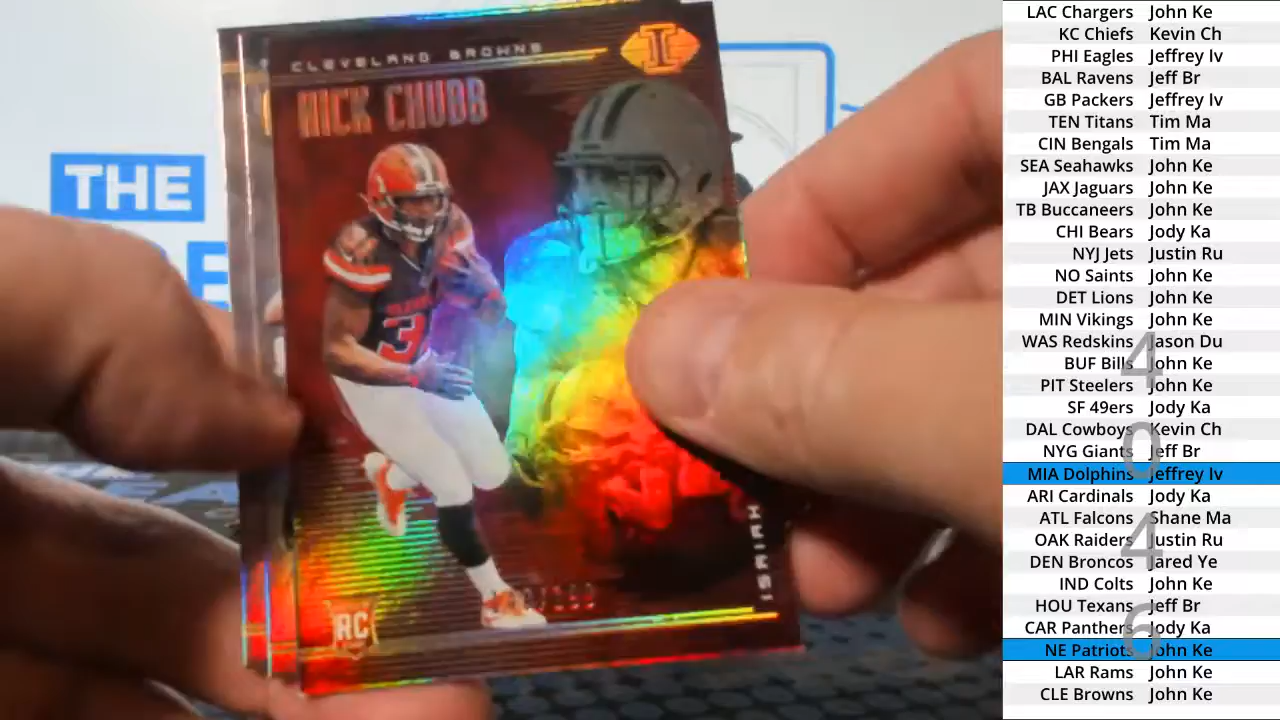 CLEVELAND BROWNS
NICK CHUBB
THE
RC
ISAIAH
LAC Chargers John Ke
KC Chiefs Kevin Ch
PHI Eagles Jeffrey Iv
BAL Ravens Jeff Br
GB Packers Jeffrey Iv
TEN Titans Tim Ma
CIN Bengals Tim Ma
SEA Seahawks John Ke
JAX Jaguars John Ke
TB Buccaneers John Ke
CHI Bears Jody Ka
NYJ Jets Justin Ru
NO Saints John Ke
DET Lions John Ke
MIN Vikings John Ke
WAS Redskins Jason Du
BUF Bills John Ke
PIT Steelers John Ke
SF 49ers Jody Ka
DAL Cowboys Kevin Ch
NYG Giants Jeff Br
MIA Dolphins Jeffrey Iv
ARI Cardinals Jody Ka
ATL Falcons Shane Ma
OAK Raiders Justin Ru
DEN Broncos Jared Ye
IND Colts John Ke
HOU Texans Jeff Br
CAR Panthers Jody Ka
NE Patriots John Ke
LAR Rams John Ke
CLE Browns John Ke
4
0
4
6